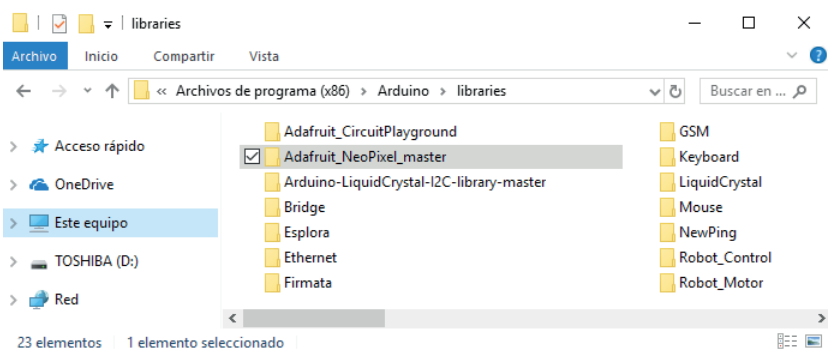 libraries
Archivo Inicio Compartir Vista
« Archivos de programa (x86) > Arduino > libraries
Buscar en ...
Acceso rápido
OneDrive
Este equipo
TOSHIBA (D:)
Red
Adafruit_CircuitPlayground
Adafruit_NeoPixel_master
Arduino-LiquidCrystal-I2C-library-master
Bridge
Esplora
Ethernet
Firmata
GSM
Keyboard
LiquidCrystal
Mouse
NewPing
Robot_Control
Robot_Motor
23 elementos 1 elemento seleccionado